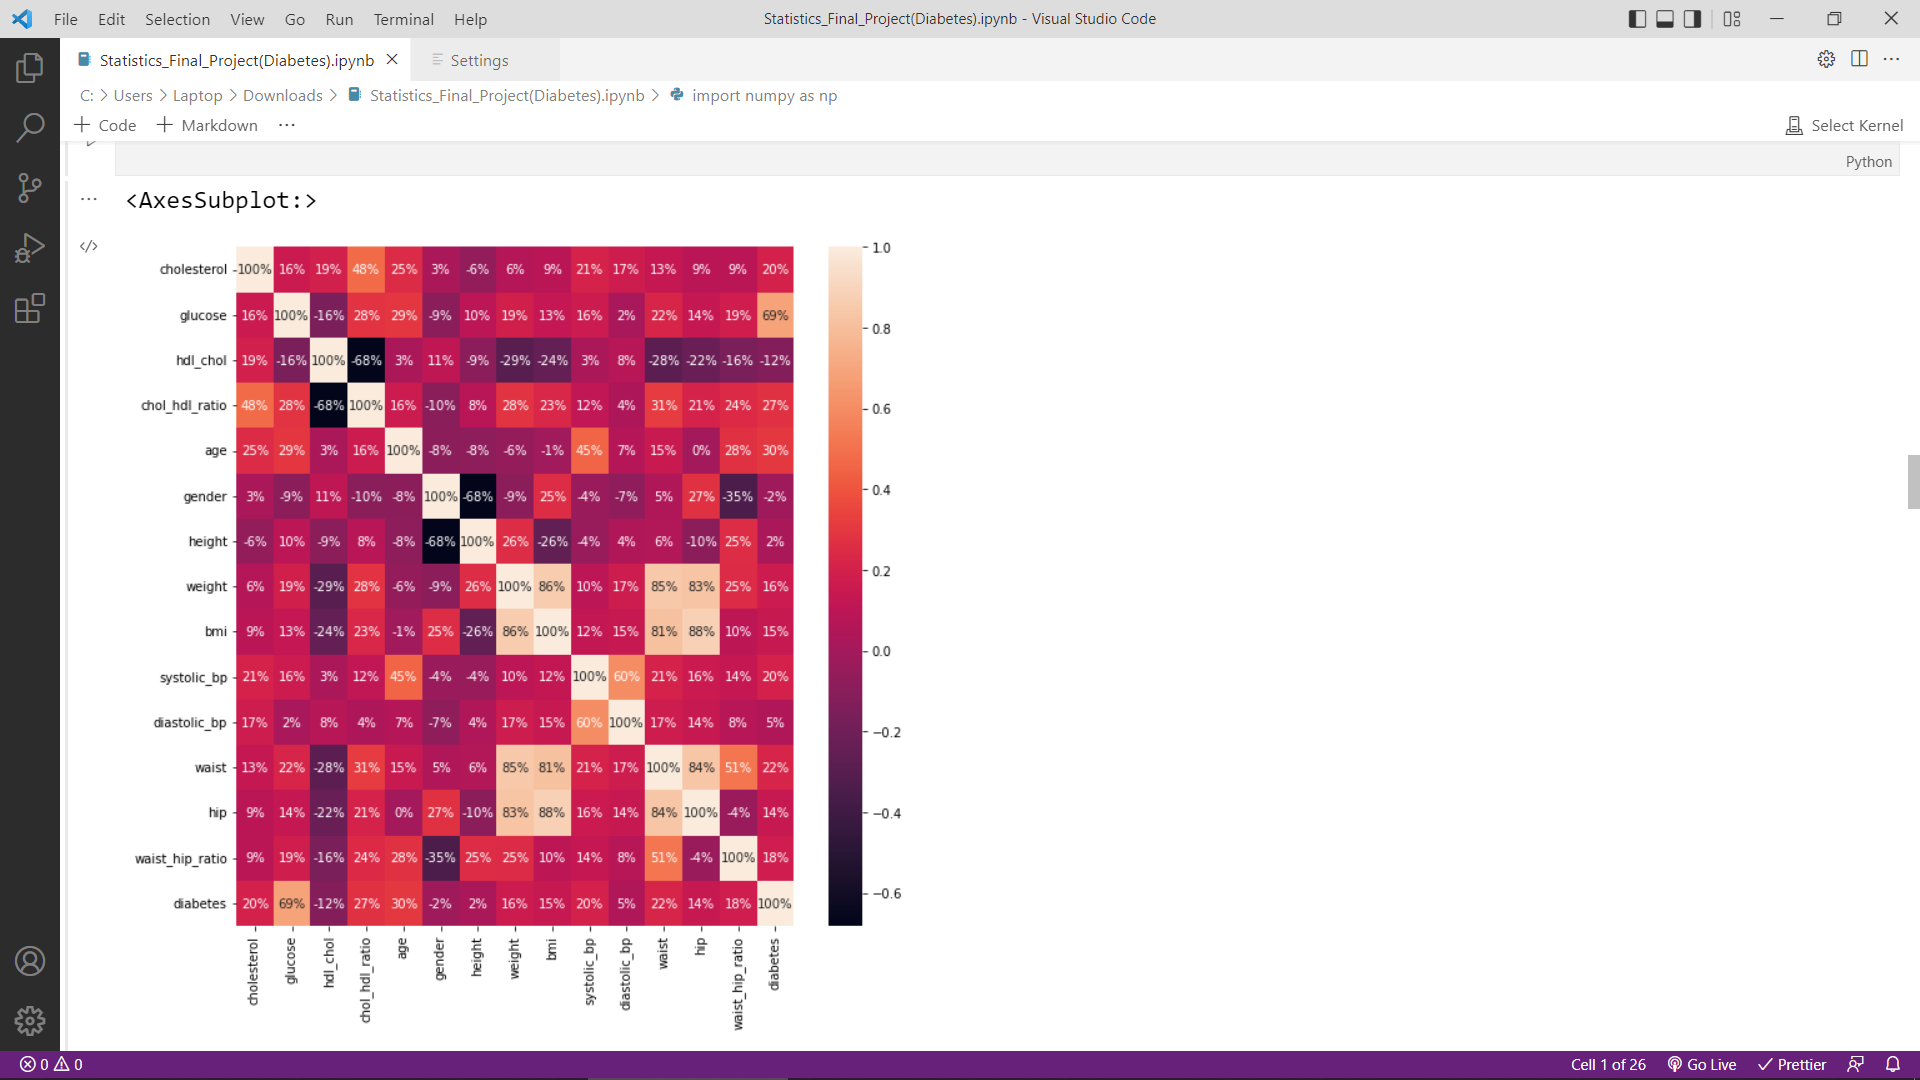 File Edit Selection View Go Run Terminal Help
Statistics_Final_Project(Diabetes).ipynb - Visual Studio Code
Statistics_Final_Project(Diabetes).ipynb
Settings
C: > Users > Laptop > Downloads > Statistics_Final_Project(Diabetes).ipynb > import numpy as np
+ Code + Markdown ...
Select Kernel
Python
<AxesSubplot:>
cholesterol 100% 16% 19% 48% 25% 3% -6% 6% 9% 21% 17% 13% 9% 9% 20%
glucose 16% 100% -16% 28% 29% -9% 10% 19% 13% 16% 2% 22% 14% 19% 69%
hdl_chol 19% -16% 100% -68% 3% 11% -9% -29% -24% 3% 8% -28% -22% -16% -12%
chol_hdl_ratio 48% 28% -68% 100% 16% -10% 8% 28% 23% 12% 4% 31% 21% 24% 27%
age 25% 29% 3% 16% 100% -8% -8% -6% -1% 45% 7% 15% 0% 28% 30%
gender 3% -9% 11% -10% -8% 100% -68% -9% 25% -4% -7% 5% 27% -35% -2%
height -6% 10% -9% 8% -8% -68% 100% 26% -26% -4% 4% 6% -10% 25% 2%
weight 6% 19% -29% 28% -6% -9% 26% 100% 86% 10% 17% 85% 83% 25% 16%
bmi 9% 13% -24% 23% -1% 25% -26% 86% 100% 12% 15% 81% 88% 10% 15%
systolic_bp 21% 16% 3% 12% 45% -4% -4% 10% 12% 100% 60% 21% 16% 14% 20%
diastolic_bp 17% 2% 8% 4% 7% -7% 4% 17% 15% 60% 100% 17% 14% 8% 5%
waist 13% 22% -28% 31% 15% 5% 6% 85% 81% 21% 17% 100% 84% 51% 22%
hip 9% 14% -22% 21% 0% 27% -10% 83% 88% 16% 14% 84% 100% -4% 14%
waist_hip_ratio 9% 19% -16% 24% 28% -35% 25% 25% 10% 14% 8% 51% -4% 100% 18%
diabetes 20% 69% -12% 27% 30% -2% 2% 16% 15% 20% 5% 22% 14% 18% 100%
cholesterol
glucose
hdl_chol
chol_hdl_ratio
age
gender
height
weight
bmi
systolic_bp
diastolic_bp
waist
hip
waist_hip_ratio
diabetes
1.0
0.8
0.6
0.4
0.2
0.0
−0.2
−0.4
−0.6
0 0
Cell 1 of 26
Go Live
Prettier